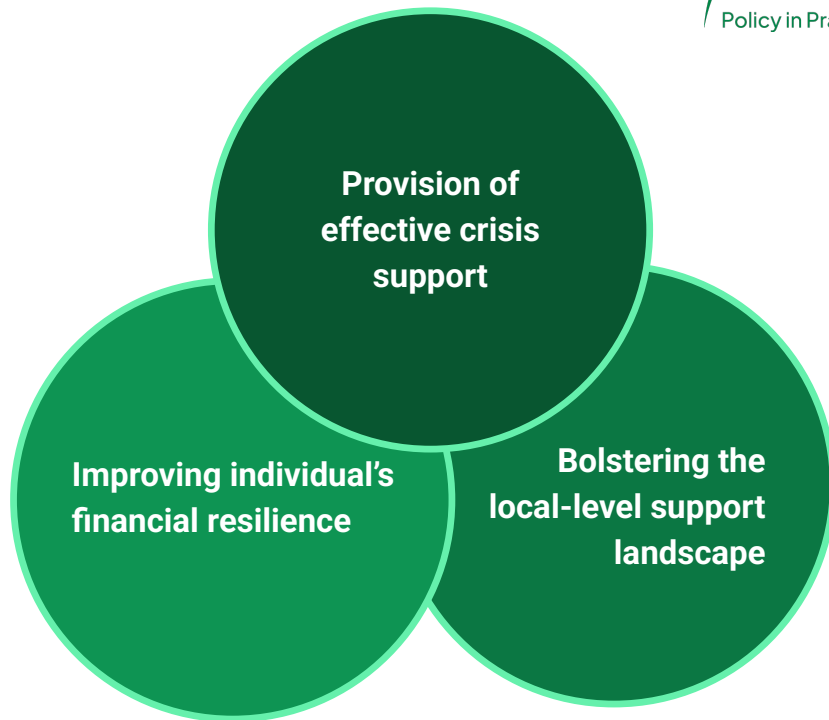 Policy in Pra
Provision of
effective crisis
support
Improving individual's
financial resilience
Bolstering the
local-level support
landscape